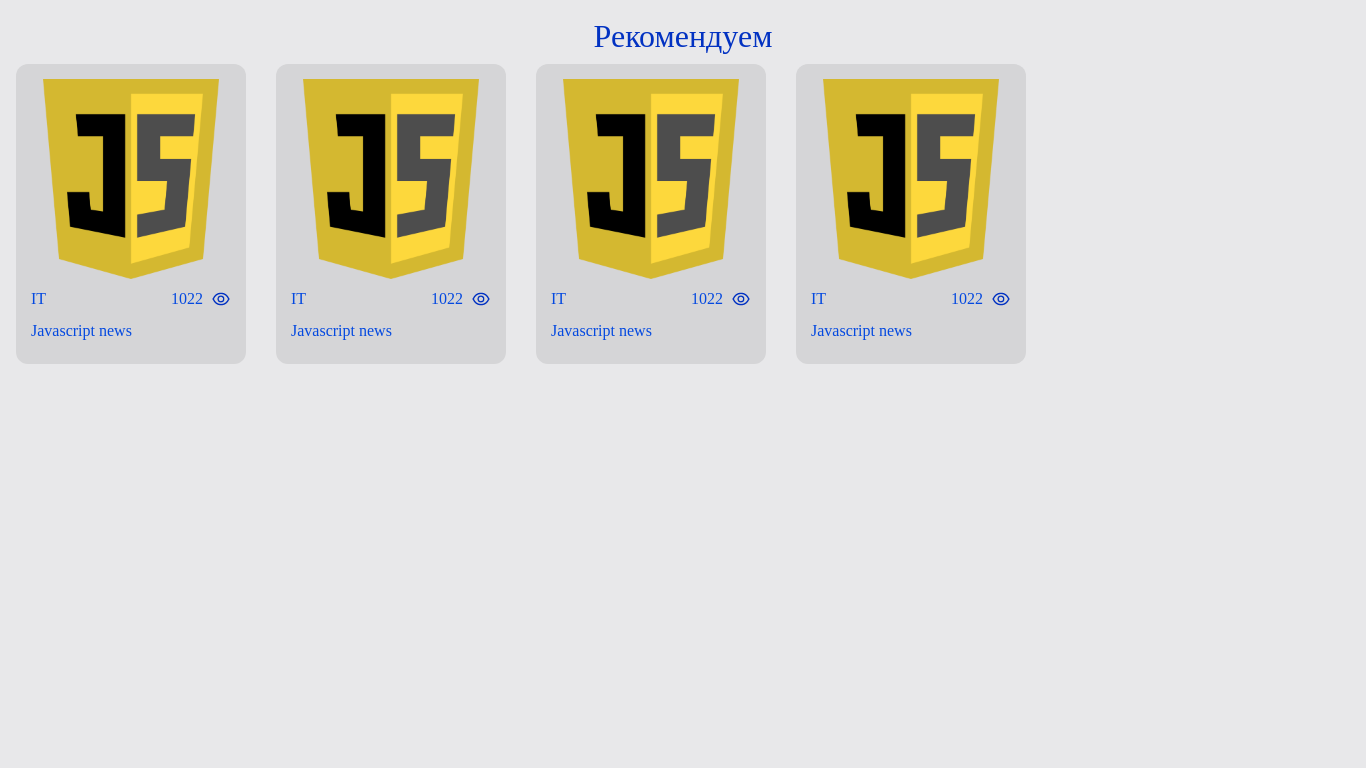 Рекомендуем
JS JS JS JS
IT 1022 IT 1022 IT 1022 IT 1022
Javascript news Javascript news Javascript news Javascript news